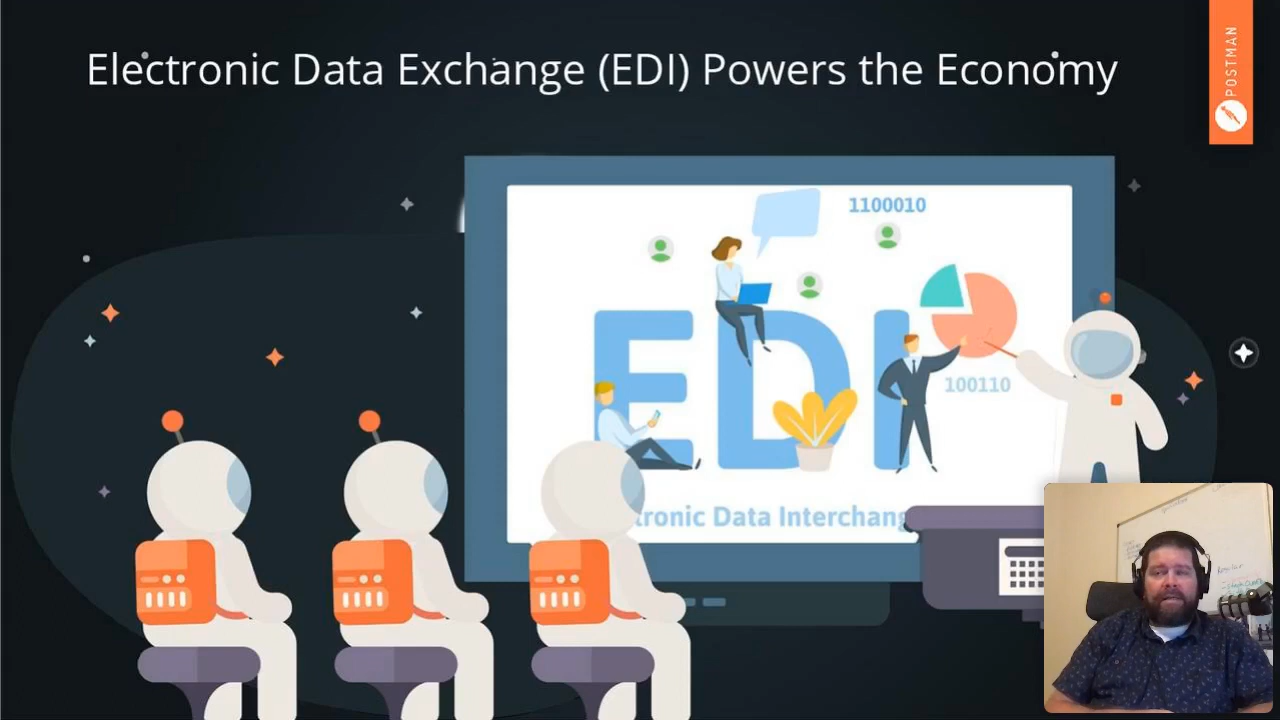 Electronic Data Exchange (EDI) Powers the Economy
POSTMAN
1100010
EDI
100110
tronic Data Interchang